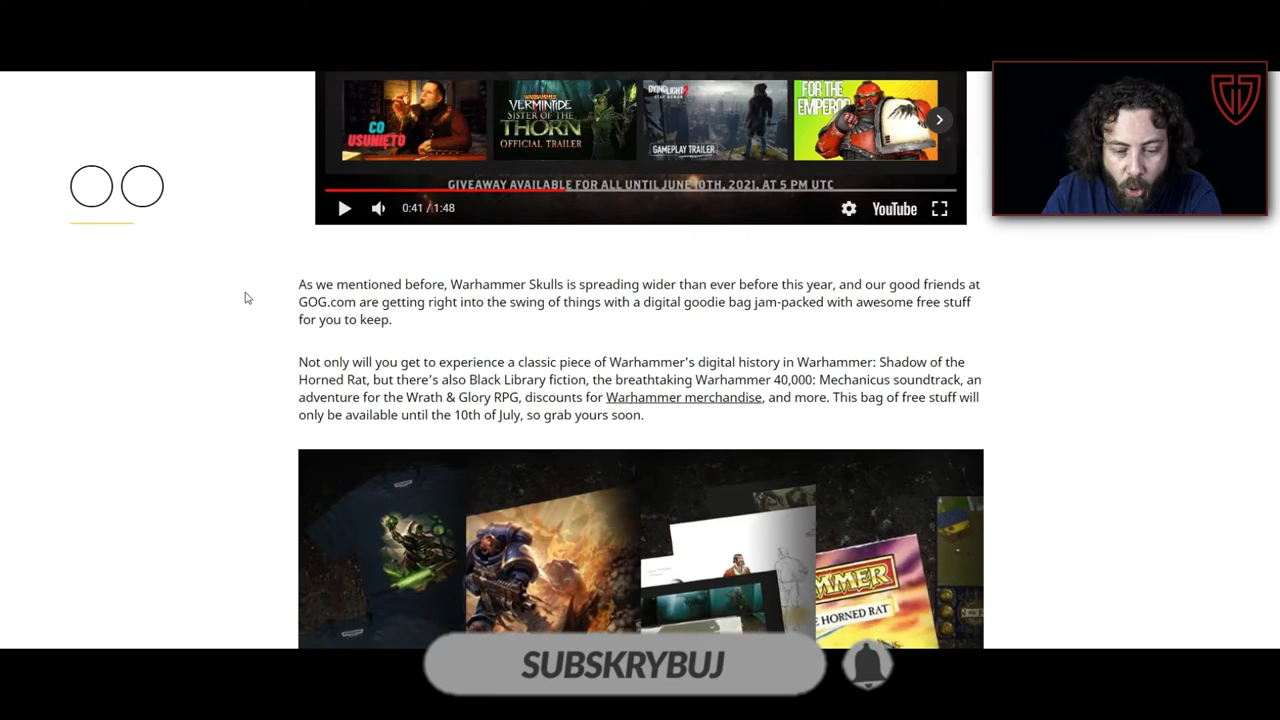 CO
USUNIĘTO
WARHAMMER
VERMINTIDE
SISTER OF THE
THORN
OFFICIAL TRAILER
DYING LIGHT 2
STAY HUMAN
GAMEPLAY TRAILER
FOR THE
EMPEROR
GIVEAWAY AVAILABLE FOR ALL UNTIL JUNE 10TH, 2021, AT 5 PM UTC
0:41 / 1:48
YouTube
As we mentioned before, Warhammer Skulls is spreading wider than ever before this year, and our good friends at
GOG.com are getting right into the swing of things with a digital goodie bag jam-packed with awesome free stuff
for you to keep.
Not only will you get to experience a classic piece of Warhammer’s digital history in Warhammer: Shadow of the
Horned Rat, but there’s also Black Library fiction, the breathtaking Warhammer 40,000: Mechanicus soundtrack, an
adventure for the Wrath & Glory RPG, discounts for Warhammer merchandise, and more. This bag of free stuff will
only be available until the 10th of July, so grab yours soon.
MMER
E HORNED RAT
SUBSKRYBUJ